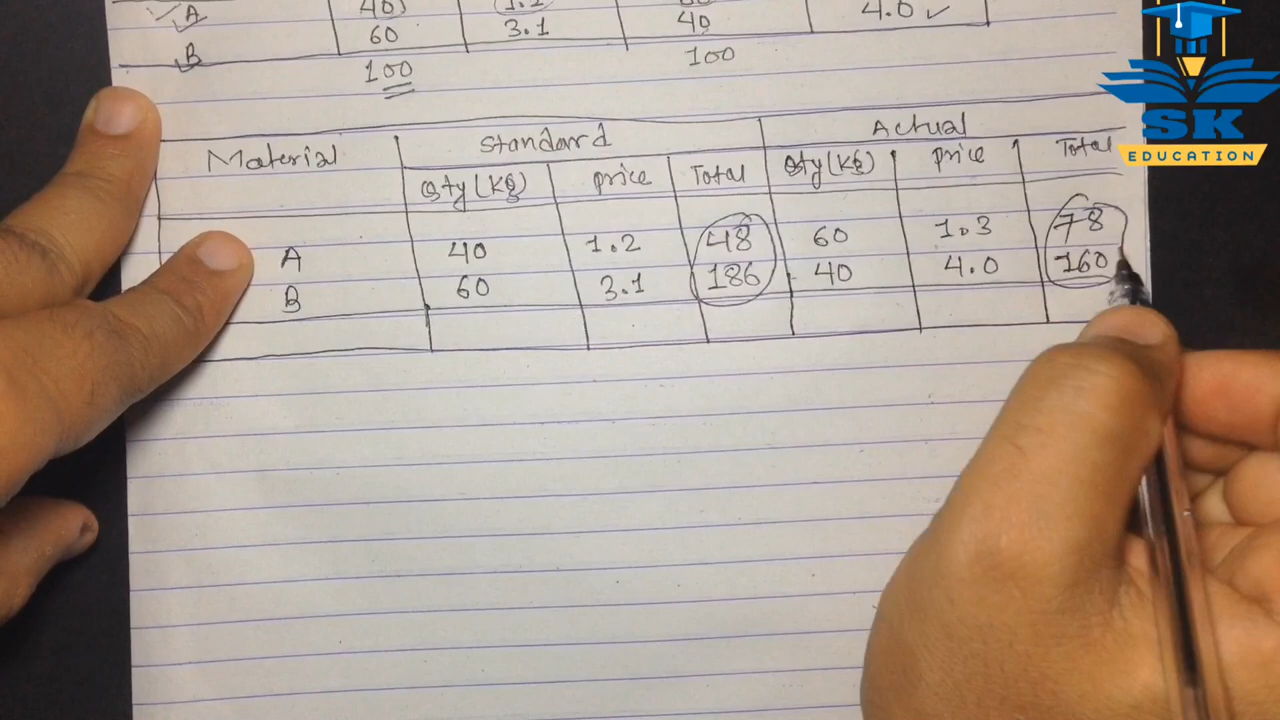 A 40 4.0
B 60 3.1 40
100 100
Material Standard Actual
Qty (Kg) price Total Qty (Kg) price Total
A 40 1.2 48 60 1.3 78
B 60 3.1 186 40 4.0 160
SK
EDUCATION